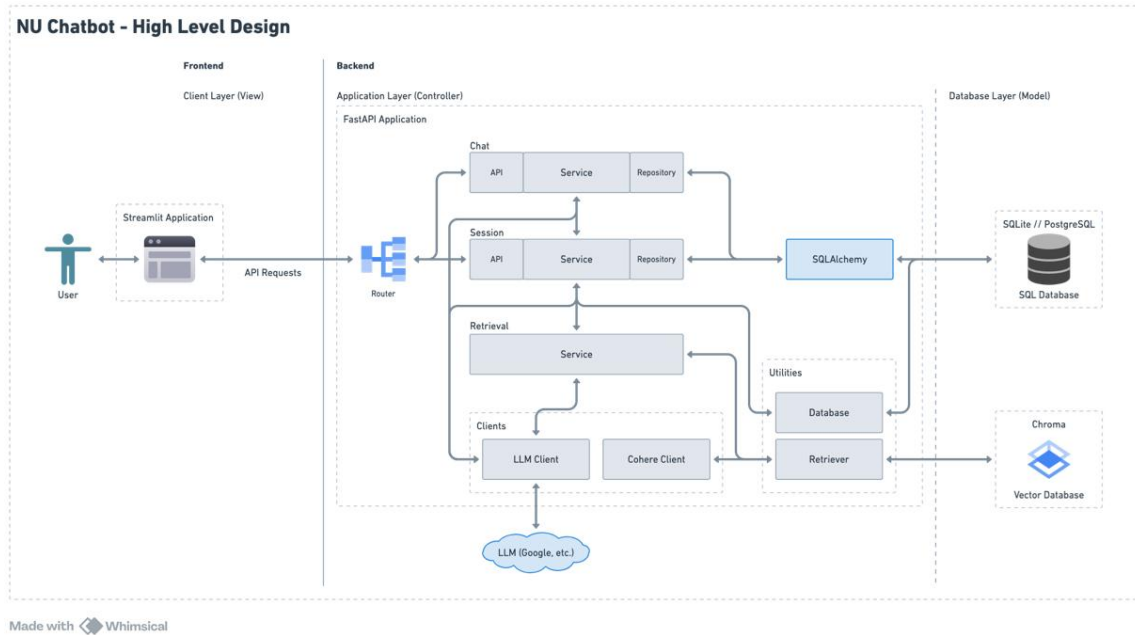 NU Chatbot - High Level Design
Frontend
Backend
Client Layer (View)
Application Layer (Controller)
Database Layer (Model)
FastAPI Application
Chat
API
Service
Repository
Streamlit Application
User
API Requests
Router
Session
API
Service
Repository
SQLAlchemy
SQLite // PostgreSQL
SQL Database
Retrieval
Service
Utilities
Database
Retriever
Clients
LLM Client
Cohere Client
Chroma
Vector Database
LLM (Google, etc.)
Made with Whimsical